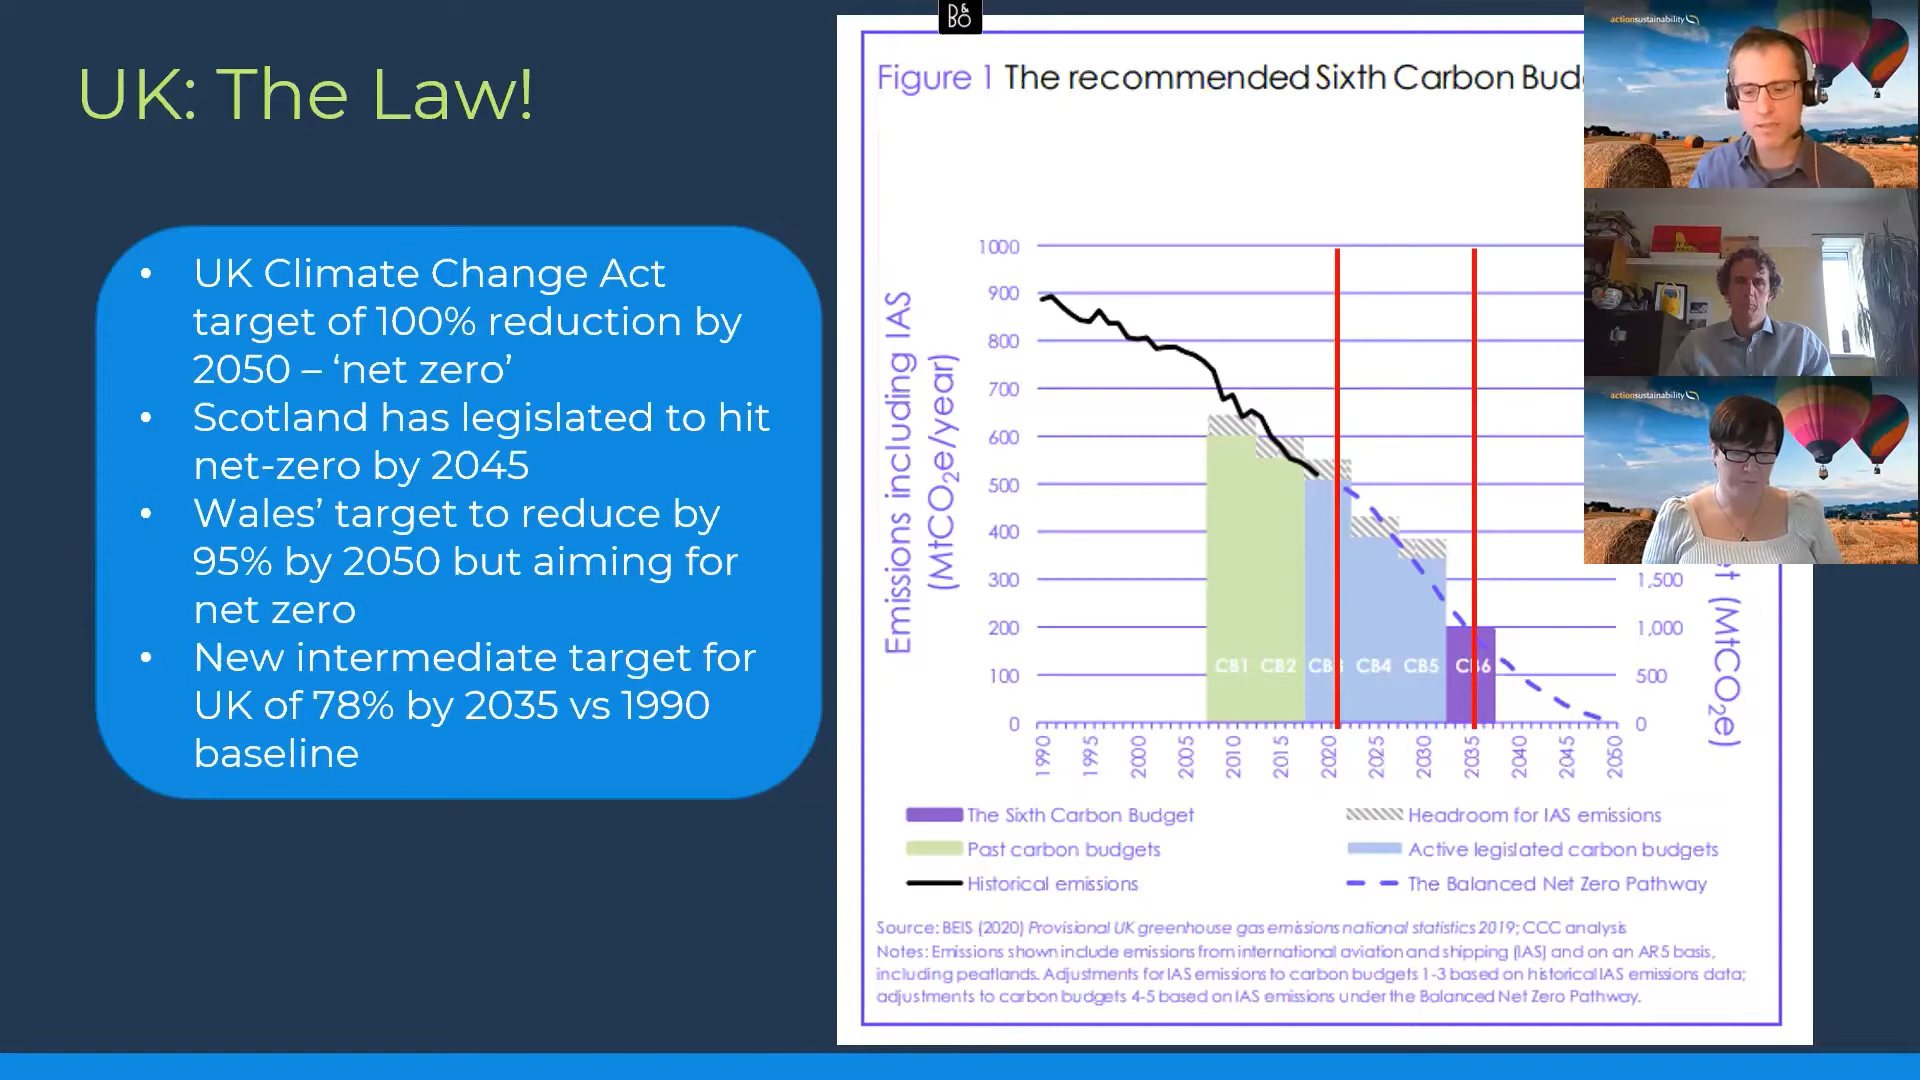 UK: The Law!
• UK Climate Change Act
target of 100% reduction by
2050 – ‘net zero’
• Scotland has legislated to hit
net-zero by 2045
• Wales’ target to reduce by
95% by 2050 but aiming for
net zero
• New intermediate target for
UK of 78% by 2035 vs 1990
baseline
B&O
Figure 1 The recommended Sixth Carbon Budg
Emissions including IAS
(MtCO₂e/year)
1000
900
800
700
600
500
400
300
200
100
0
CB1 CB2 CB3 CB4 CB5 CB6
1990 1995 2000 2005 2010 2015 2020 2025 2030 2035 2040 2045 2050
1,500
1,000
500
0
(MtCO₂e)
The Sixth Carbon Budget
Headroom for IAS emissions
Past carbon budgets
Active legislated carbon budgets
Historical emissions
The Balanced Net Zero Pathway
Source: BEIS (2020) Provisional UK greenhouse gas emissions national statistics 2019; CCC analysis
Notes: Emissions shown include emissions from international aviation and shipping (IAS) and on an AR5 basis,
including peatlands. Adjustments for IAS emissions to carbon budgets 1-3 based on historical IAS emissions data;
adjustments to carbon budgets 4-5 based on IAS emissions under the Balanced Net Zero Pathway.
actionsustainability
actionsustainability